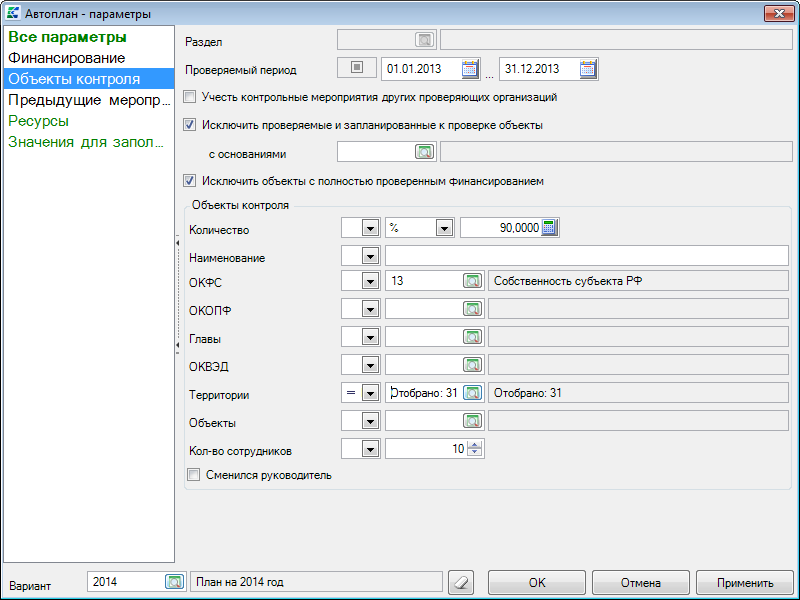 Автоплан - параметры
Все параметры
Финансирование
Объекты контроля
Предыдущие меропр...
Ресурсы
Значения для запол...
Раздел
Проверяемый период 01.01.2013 ... 31.12.2013
Учесть контрольные мероприятия других проверяющих организаций
Исключить проверяемые и запланированные к проверке объекты
с основаниями
Исключить объекты с полностью проверенным финансированием
Объекты контроля
Количество % 90,0000
Наименование
ОКФС 13 Собственность субъекта РФ
ОКОПФ
Главы
ОКВЭД
Территории = Отобрано: 31 Отобрано: 31
Объекты
Кол-во сотрудников 10
Сменился руководитель
Вариант 2014 План на 2014 год OK Отмена Применить